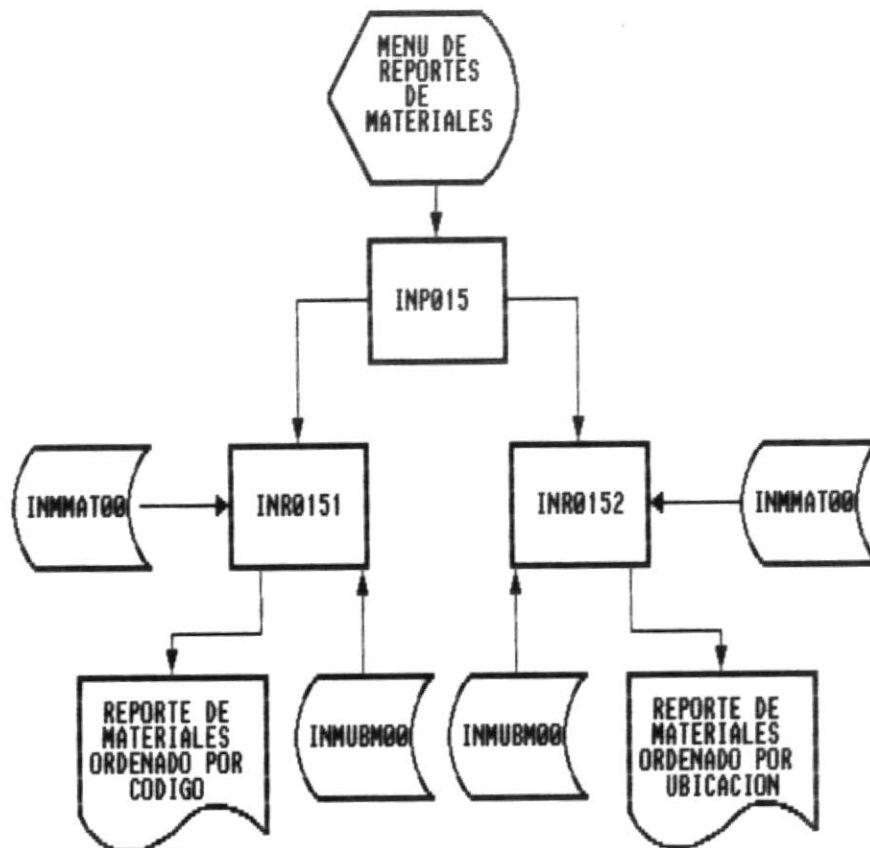 MENU DE
REPORTES
DE
MATERIALES
INP015
INMMAT00
INR0151
INR0152
INMMAT00
REPORTE DE
MATERIALES
ORDENADO POR
CODIGO
INMUBM00
INMUBM00
REPORTE DE
MATERIALES
ORDENADO POR
UBICACION